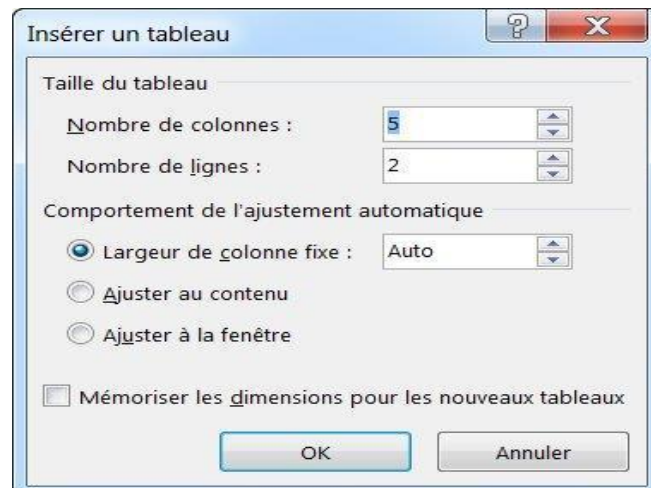 Insérer un tableau
?
X
Taille du tableau
Nombre de colonnes :
5
Nombre de lignes :
2
Comportement de l'ajustement automatique
Largeur de colonne fixe :
Auto
Ajuster au contenu
Ajuster à la fenêtre
Mémoriser les dimensions pour les nouveaux tableaux
OK
Annuler